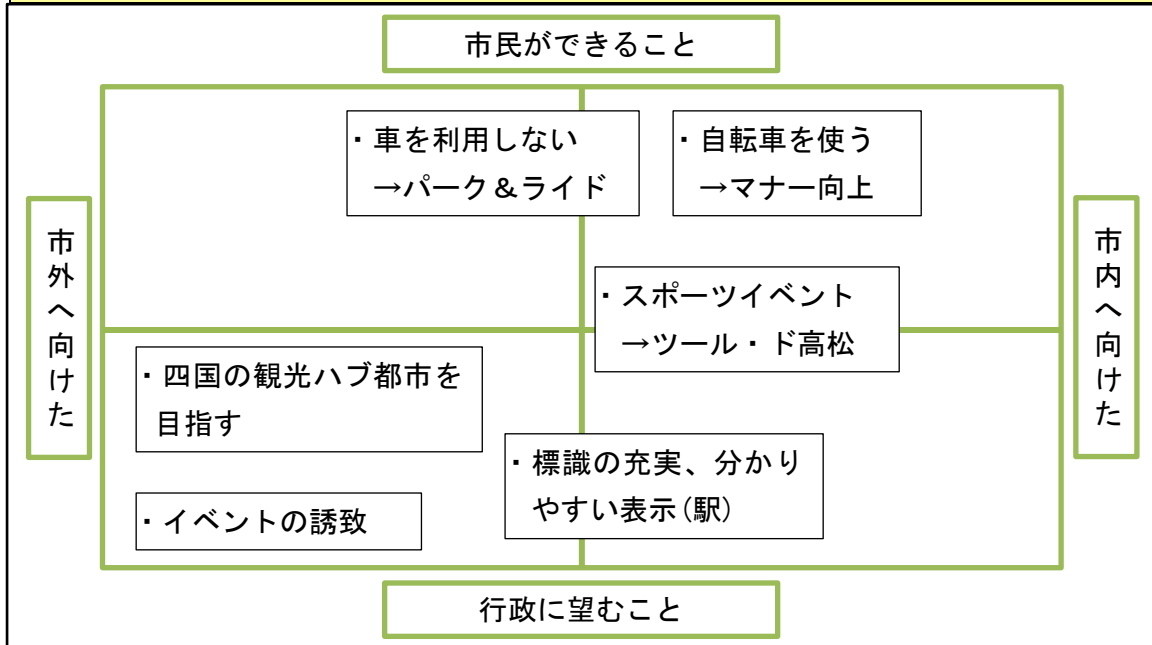 市民ができること
・車を利用しない
→パーク＆ライド
・自転車を使う
→マナー向上
市外へ向けた
市内へ向けた
・スポーツイベント
→ツール・ド高松
・四国の観光ハブ都市を
目指す
・標識の充実、分かり
やすい表示(駅)
・イベントの誘致
行政に望むこと